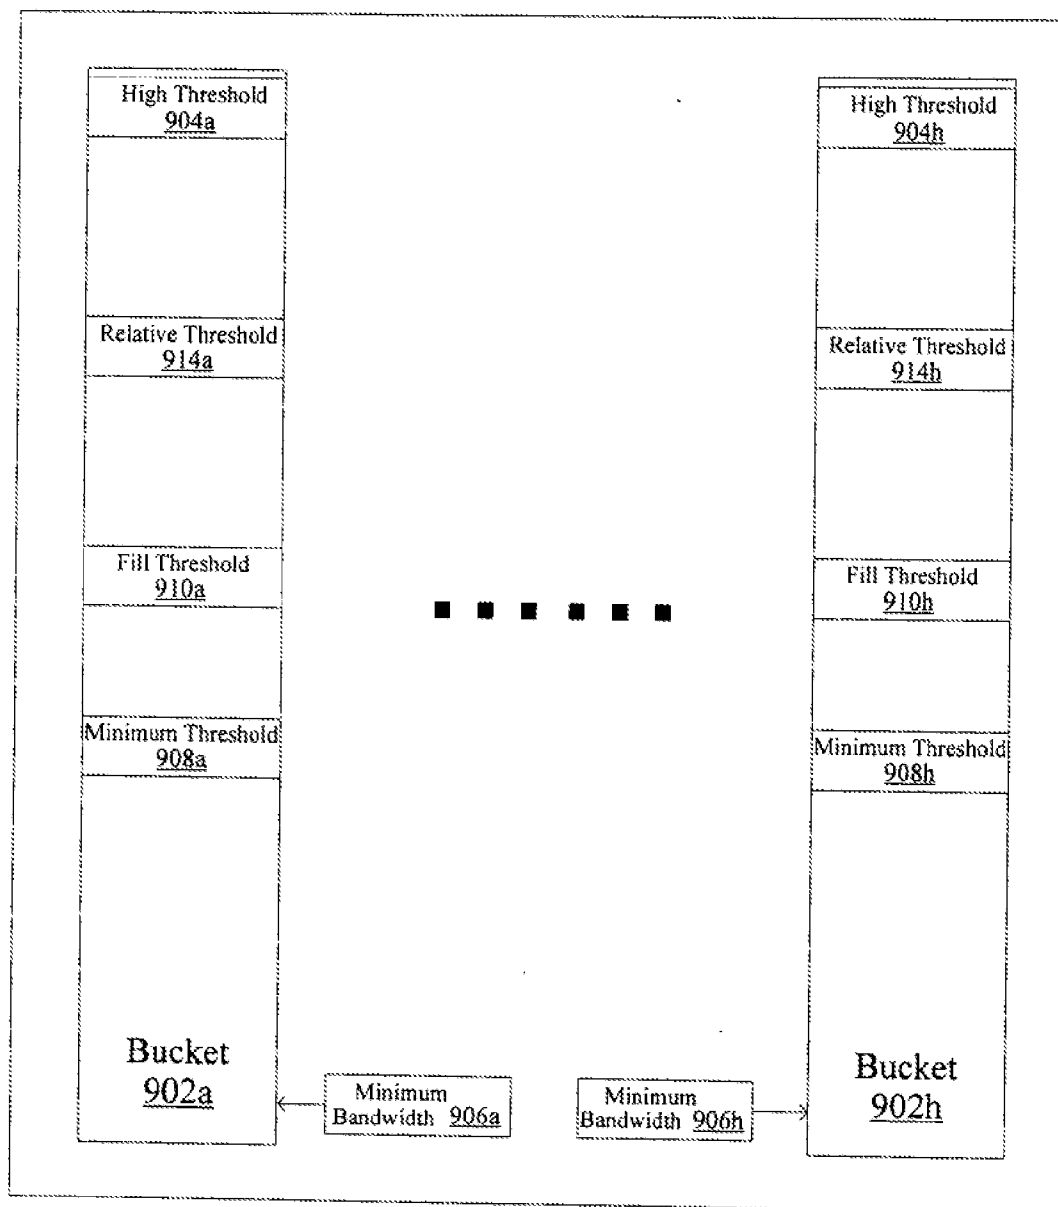 High Threshold
904a
Relative Threshold
914a
Fill Threshold
910a
Minimum Threshold
908a
Bucket
902a
Minimum
Bandwidth 906a
High Threshold
904h
Relative Threshold
914h
Fill Threshold
910h
Minimum Threshold
908h
Minimum
Bandwidth 906h
Bucket
902h